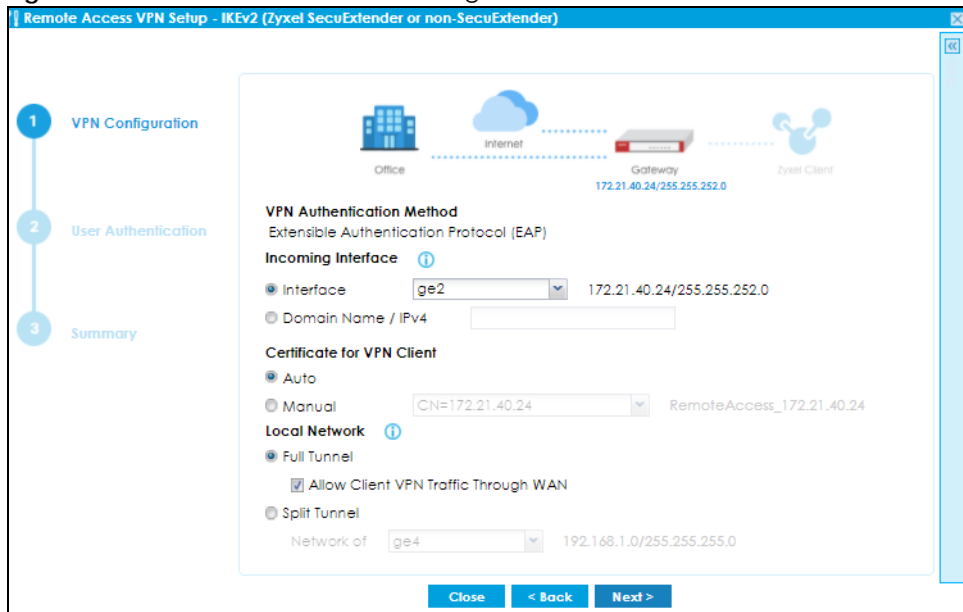 Remote Access VPN Setup - IKEv2 (Zyxel SecuExtender or non-SecuExtender)
1 VPN Configuration
2 User Authentication
3 Summary
Internet
Office
Gateway
Zyxel Client
172.21.40.24/255.255.252.0
VPN Authentication Method
Extensible Authentication Protocol (EAP)
Incoming Interface
Interface ge2 172.21.40.24/255.255.252.0
Domain Name / IPv4
Certificate for VPN Client
Auto
Manual CN=172.21.40.24 RemoteAccess_172.21.40.24
Local Network
Full Tunnel
Allow Client VPN Traffic Through WAN
Split Tunnel
Network of ge4 192.168.1.0/255.255.255.0
Close < Back Next >